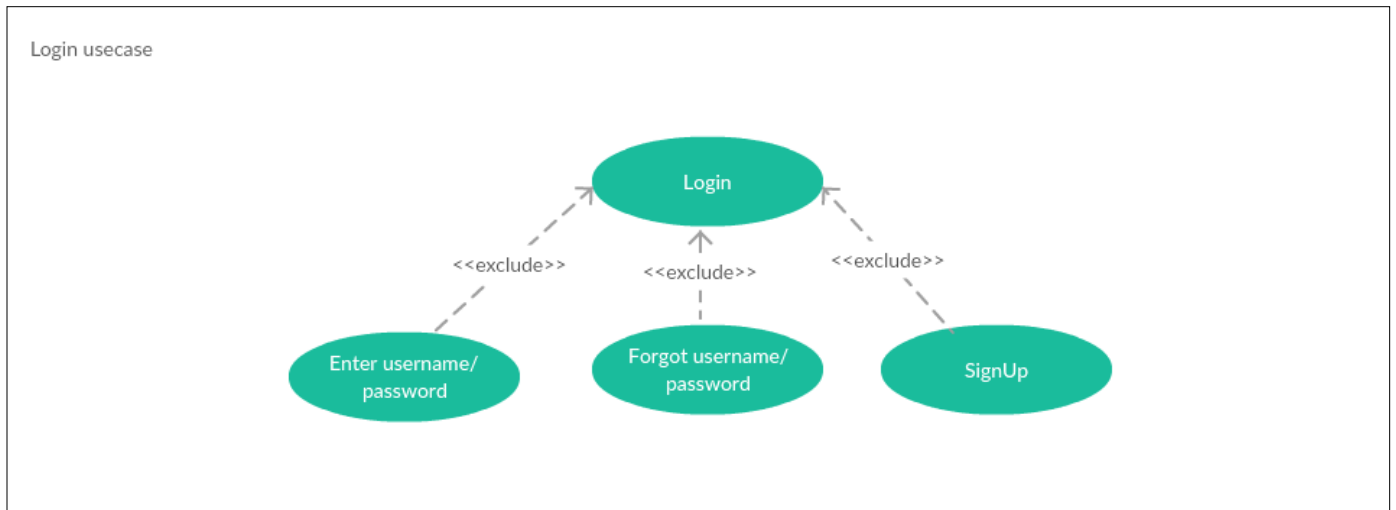 Login usecase
Login
<<exclude>>
<<exclude>>
<<exclude>>
Enter username/
password
Forgot username/
password
SignUp